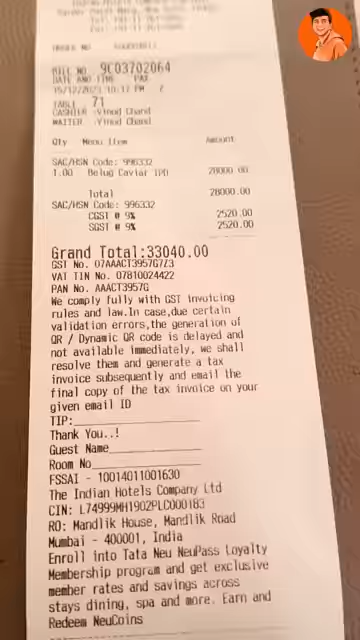 BILL NO. 9C03702064
DATE AND TIME PAX
15/12/2023 10:12 PM 2
TABLE 71
CASHIER :Vinod Chand
WAITER :Vinod Chand
Qty Menu Item Amount
SAC/HSN Code: 996332
1.00 Belug Caviar IPD 28000.00
Total 28000.00
SAC/HSN Code: 996332
CGST @ 9% 2520.00
SGST @ 9% 2520.00
Grand Total:33040.00
GST No. 07AAACT3957G7Z3
VAT TIN No. 07810024422
PAN No. AAACT3957G
We comply fully with GST invoicing
rules and law.In case,due certain
validation errors,the generation of
QR / Dynamic QR code is delayed and
not available immediately, we shall
resolve them and generate a tax
invoice subsequently and email the
final copy of the tax invoice on your
given email ID
TIP:
Thank You..!
Guest Name
Room No
FSSAI - 10014011001630
The Indian Hotels Company Ltd
CIN: L74999MH1902PLC000183
RO: Mandlik House, Mandlik Road
Mumbai - 400001, India
Enroll into Tata Neu NeuPass Loyalty
Membership program and get exclusive
member rates and savings across
stays dining, spa and more. Earn and
Redeem NeuCoins